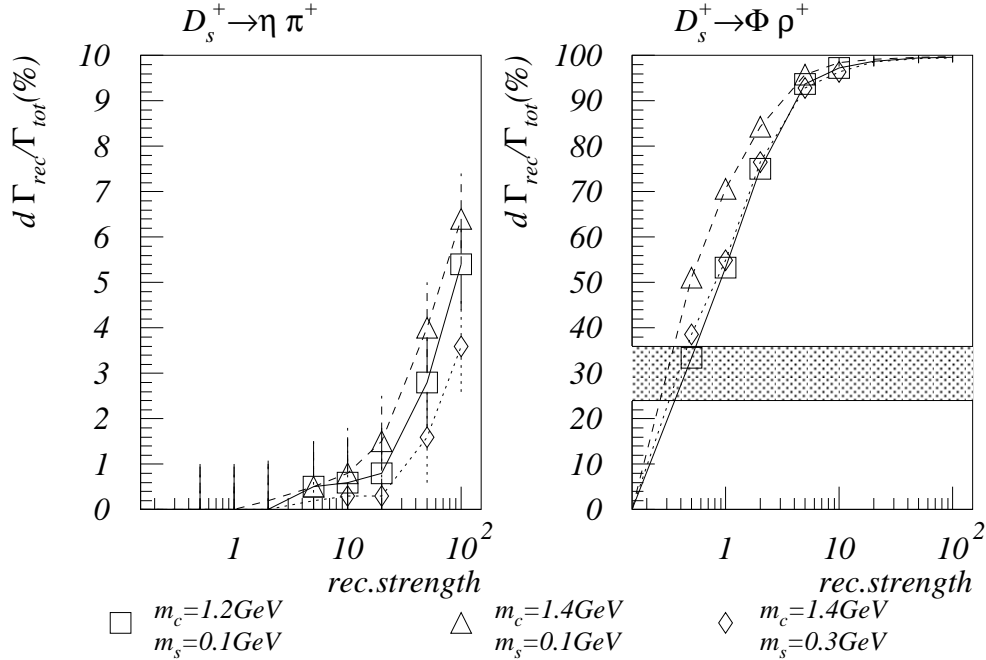 D_s^+→η π^+
D_s^+→Φ ρ^+
d Γ_rec/Γ_tot(%)
10
9
8
7
6
5
4
3
2
1
0
1
10
10^2
rec.strength
d Γ_rec/Γ_tot(%)
100
90
80
70
60
50
40
30
20
10
0
1
10
10^2
rec.strength
m_c=1.2GeV
m_s=0.1GeV
m_c=1.4GeV
m_s=0.1GeV
m_c=1.4GeV
m_s=0.3GeV